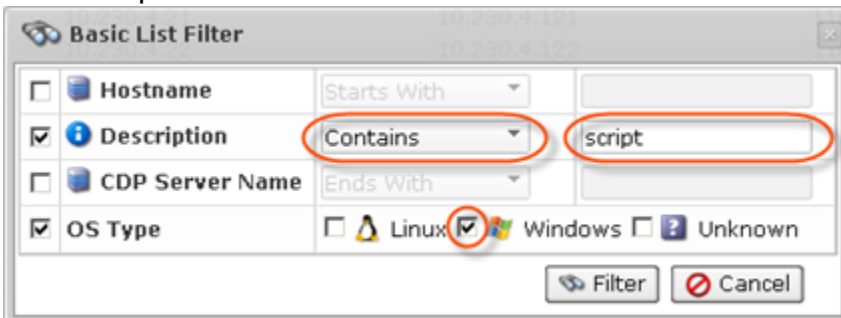 Basic List Filter
Hostname Starts With
Description Contains script
CDP Server Name Ends With
OS Type Linux Windows Unknown
Filter Cancel